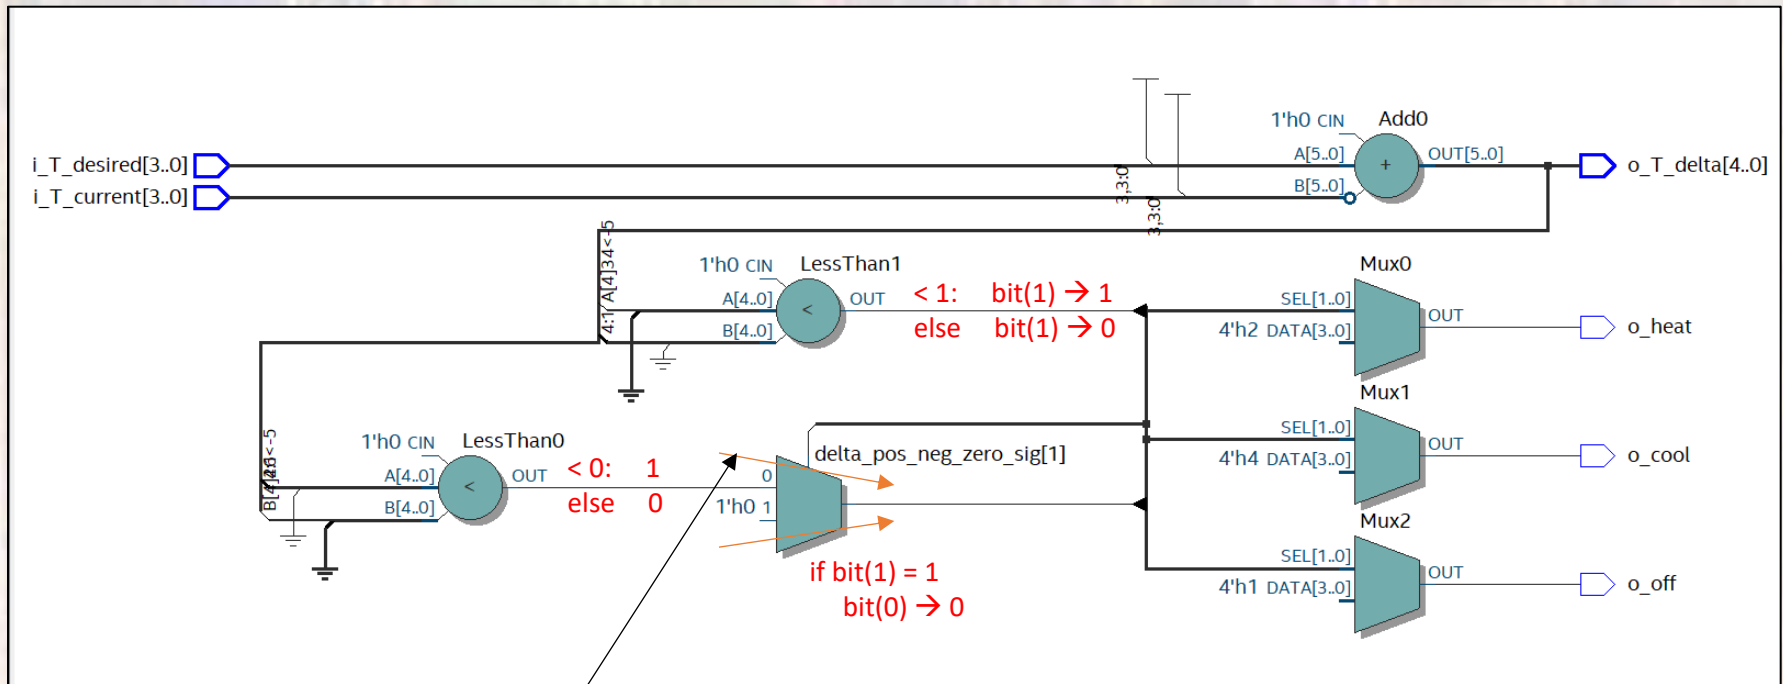 1'h0 CIN
Add0
i_T_desired[3..0]
A[5..0]
+
OUT[5..0]
o_T_delta[4..0]
i_T_current[3..0]
B[5..0]
3,3:0
3,3:0
1'h0 CIN
LessThan1
A[4..0]
<
OUT
B[4..0]
4:1
< 1: bit(1) → 1
else bit(1) → 0
Mux0
SEL[1..0]
4'h2 DATA[3..0]
OUT
o_heat
Mux1
SEL[1..0]
4'h4 DATA[3..0]
OUT
o_cool
1'h0 CIN
LessThan0
A[4..0]
<
OUT
B[4..0]
< 0: 1
else 0
delta_pos_neg_zero_sig[1]
0
1'h0 1
if bit(1) = 1
bit(0) → 0
Mux2
SEL[1..0]
4'h1 DATA[3..0]
OUT
o_off